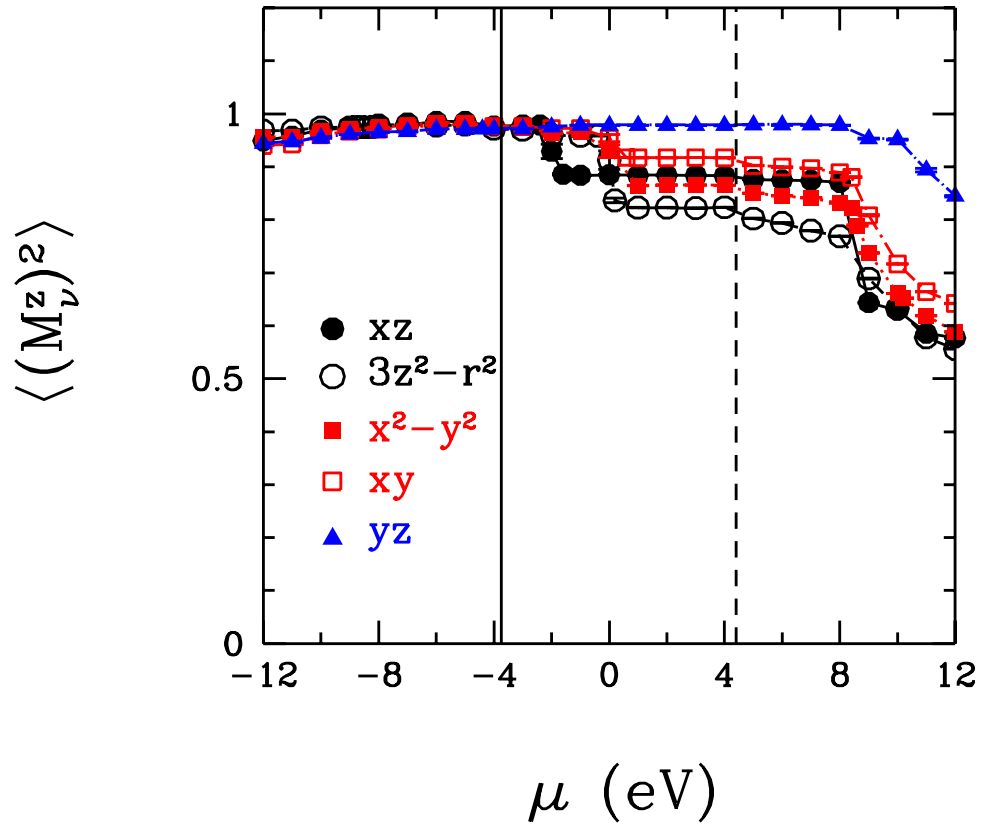 ⟨(M_ν^z)²⟩
1
0.5
0
xz
3z²−r²
x²−y²
xy
yz
−12 −8 −4 0 4 8 12
μ (eV)